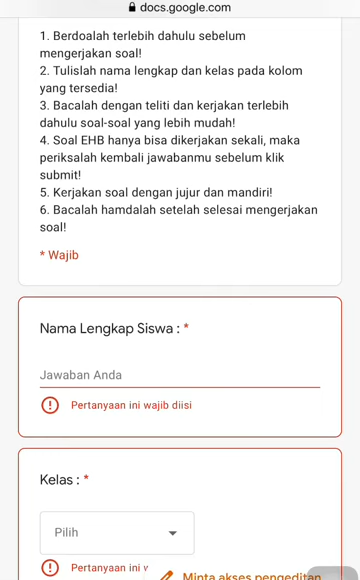 docs.google.com
1. Berdoalah terlebih dahulu sebelum
mengerjakan soal!
2. Tulislah nama lengkap dan kelas pada kolom
yang tersedia!
3. Bacalah dengan teliti dan kerjakan terlebih
dahulu soal-soal yang lebih mudah!
4. Soal EHB hanya bisa dikerjakan sekali, maka
periksalah kembali jawabanmu sebelum klik
submit!
5. Kerjakan soal dengan jujur dan mandiri!
6. Bacalah hamdalah setelah selesai mengerjakan
soal!
* Wajib
Nama Lengkap Siswa : *
Jawaban Anda
Pertanyaan ini wajib diisi
Kelas : *
Pilih
Pertanyaan ini
Minta akses pengeditan